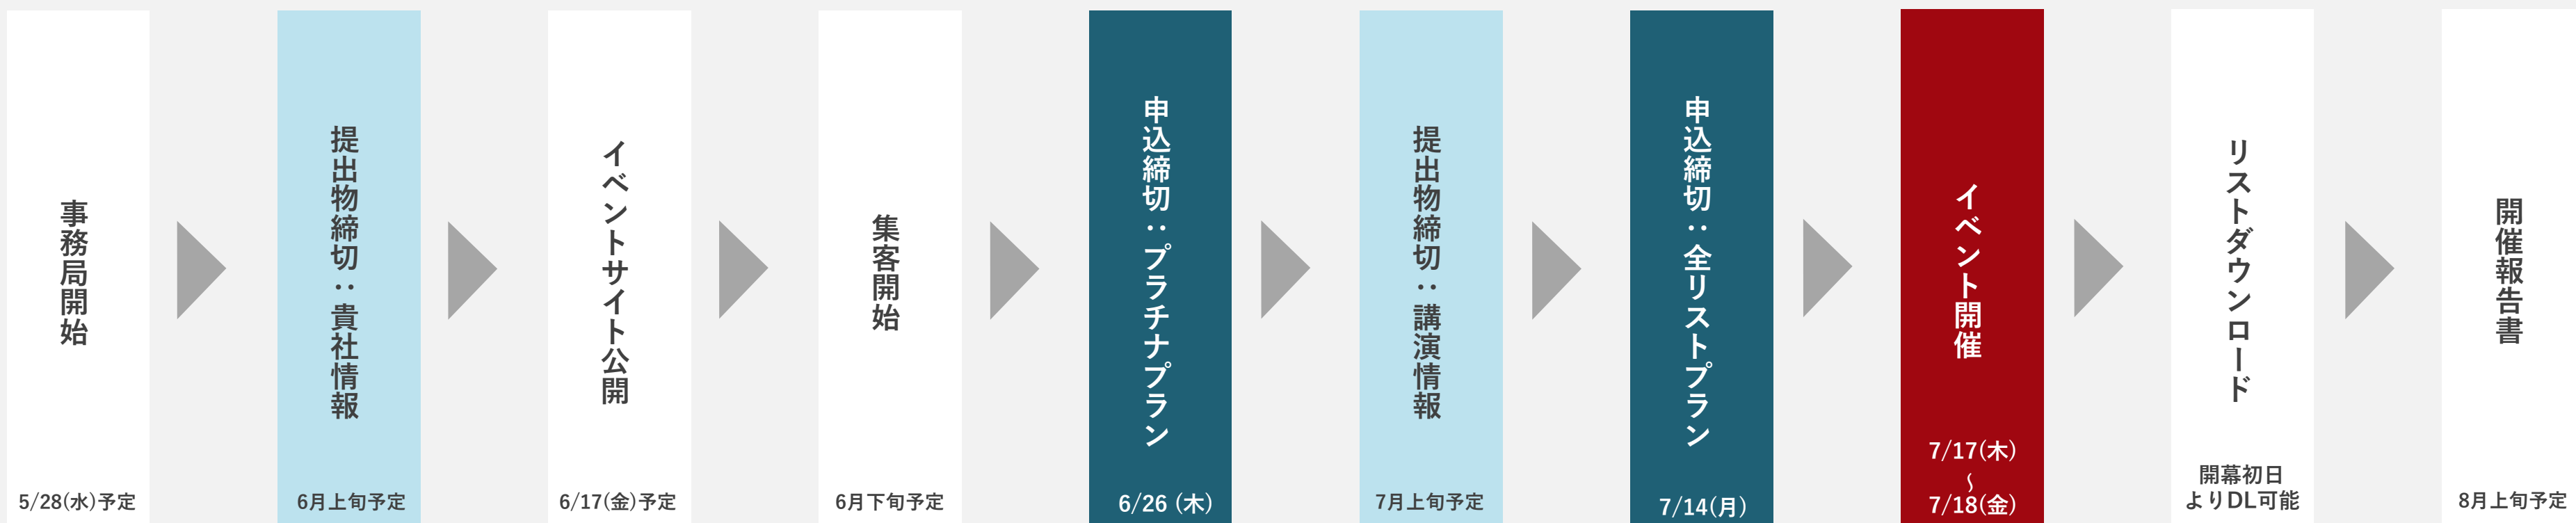 事務局開始
5/28(水)予定
提出物締切：貴社情報
6月上旬予定
イベントサイト公開
6/17(金)予定
集客開始
6月下旬予定
申込締切：プラチナプラン
6/26 (木)
提出物締切：講演情報
7月上旬予定
申込締切：全リストプラン
7/14(月)
イベント開催
7/17(木)
～
7/18(金)
リストダウンロード
開幕初日
よりDL可能
開催報告書
8月上旬予定